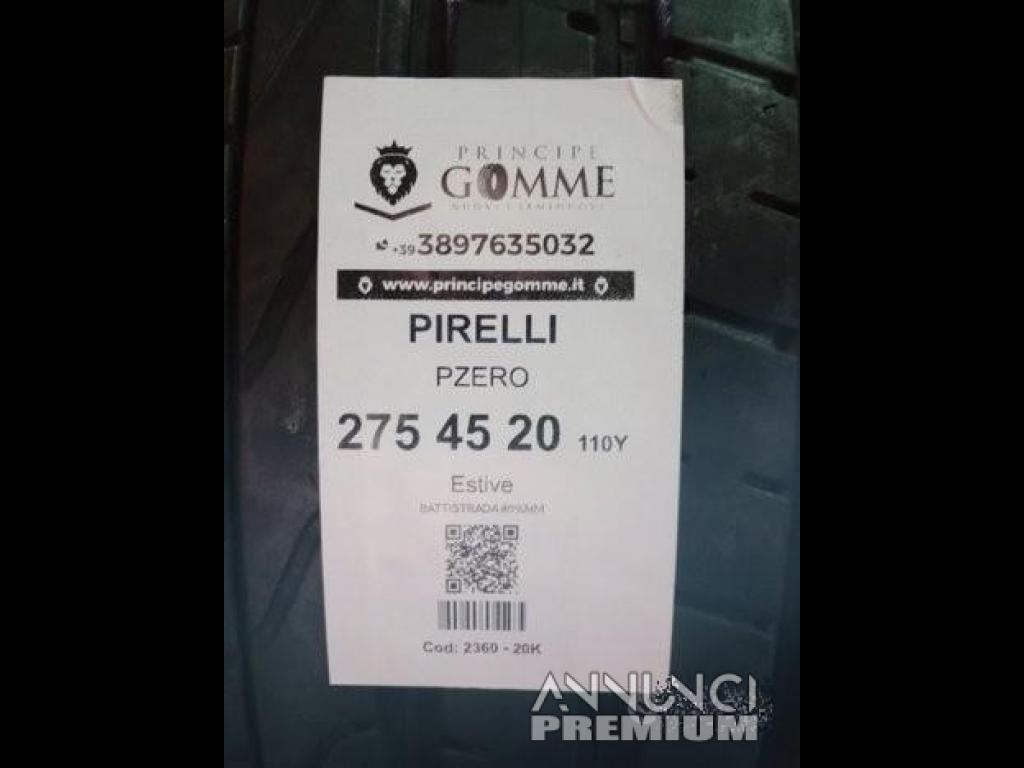 PRINCIPE
GOMME
+39 3897635032
www.principegomme.it
PIRELLI
PZERO
275 45 20 110Y
Estive
BATTISTRADA
Cod: 2360 - 20K
ANNUNCI
PREMIUM